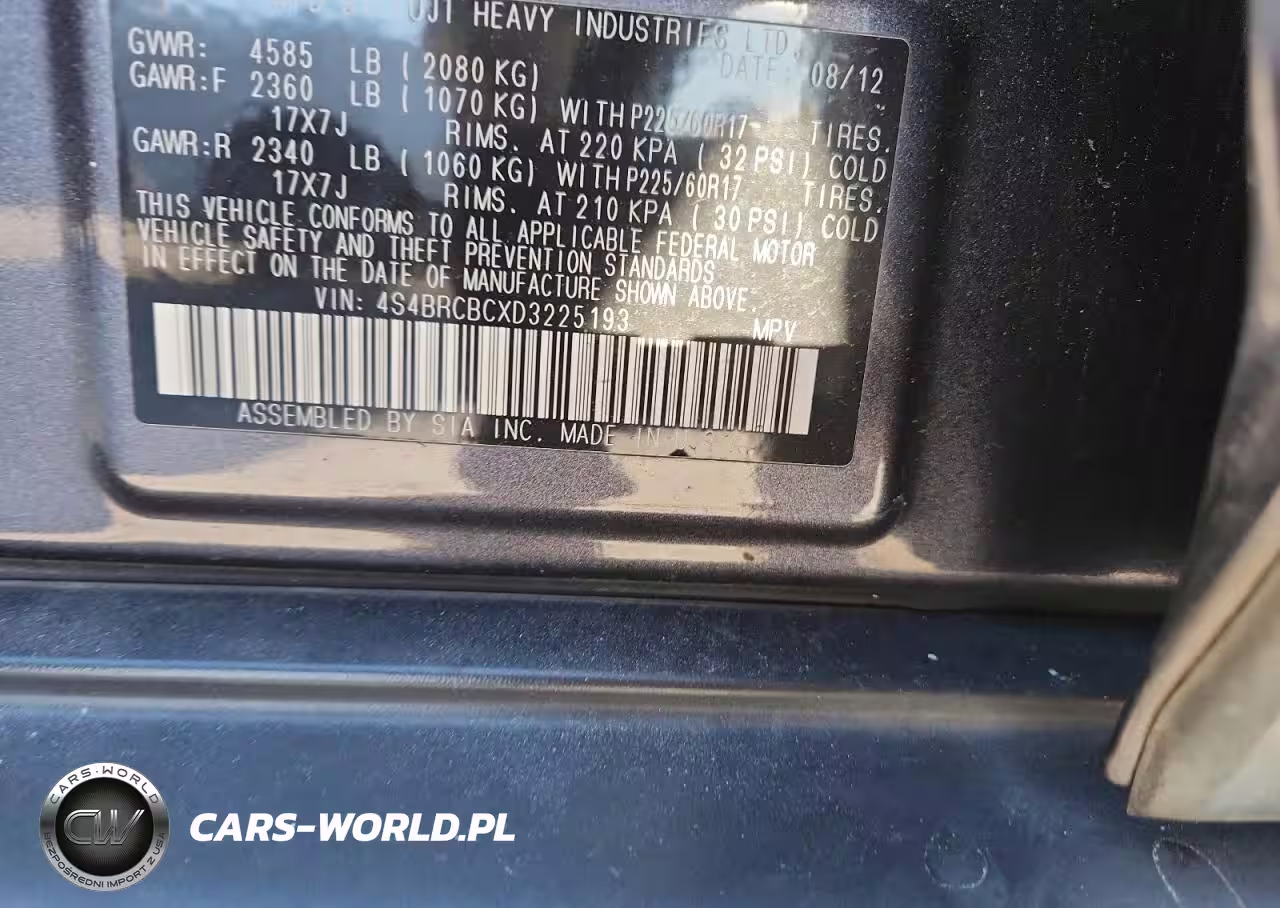 UJI HEAVY INDUSTRIES LTD.
DATE: 08/12
GVWR: 4585 LB ( 2080 KG)
GAWR:F 2360 LB ( 1070 KG) WITH P225/60R17 TIRES.
17X7J RIMS. AT 220 KPA ( 32 PSI) COLD
GAWR:R 2340 LB ( 1060 KG) WITH P225/60R17 TIRES.
17X7J RIMS. AT 210 KPA ( 30 PSI) COLD
THIS VEHICLE CONFORMS TO ALL APPLICABLE FEDERAL MOTOR
VEHICLE SAFETY AND THEFT PREVENTION STANDARDS
IN EFFECT ON THE DATE OF MANUFACTURE SHOWN ABOVE.
VIN: 4S4BRCBCXD3225193 MPV
ASSEMBLED BY SIA INC. MADE IN
CARS-WORLD
CW
BEZPOŚREDNI IMPORT Z USA
CARS-WORLD.PL